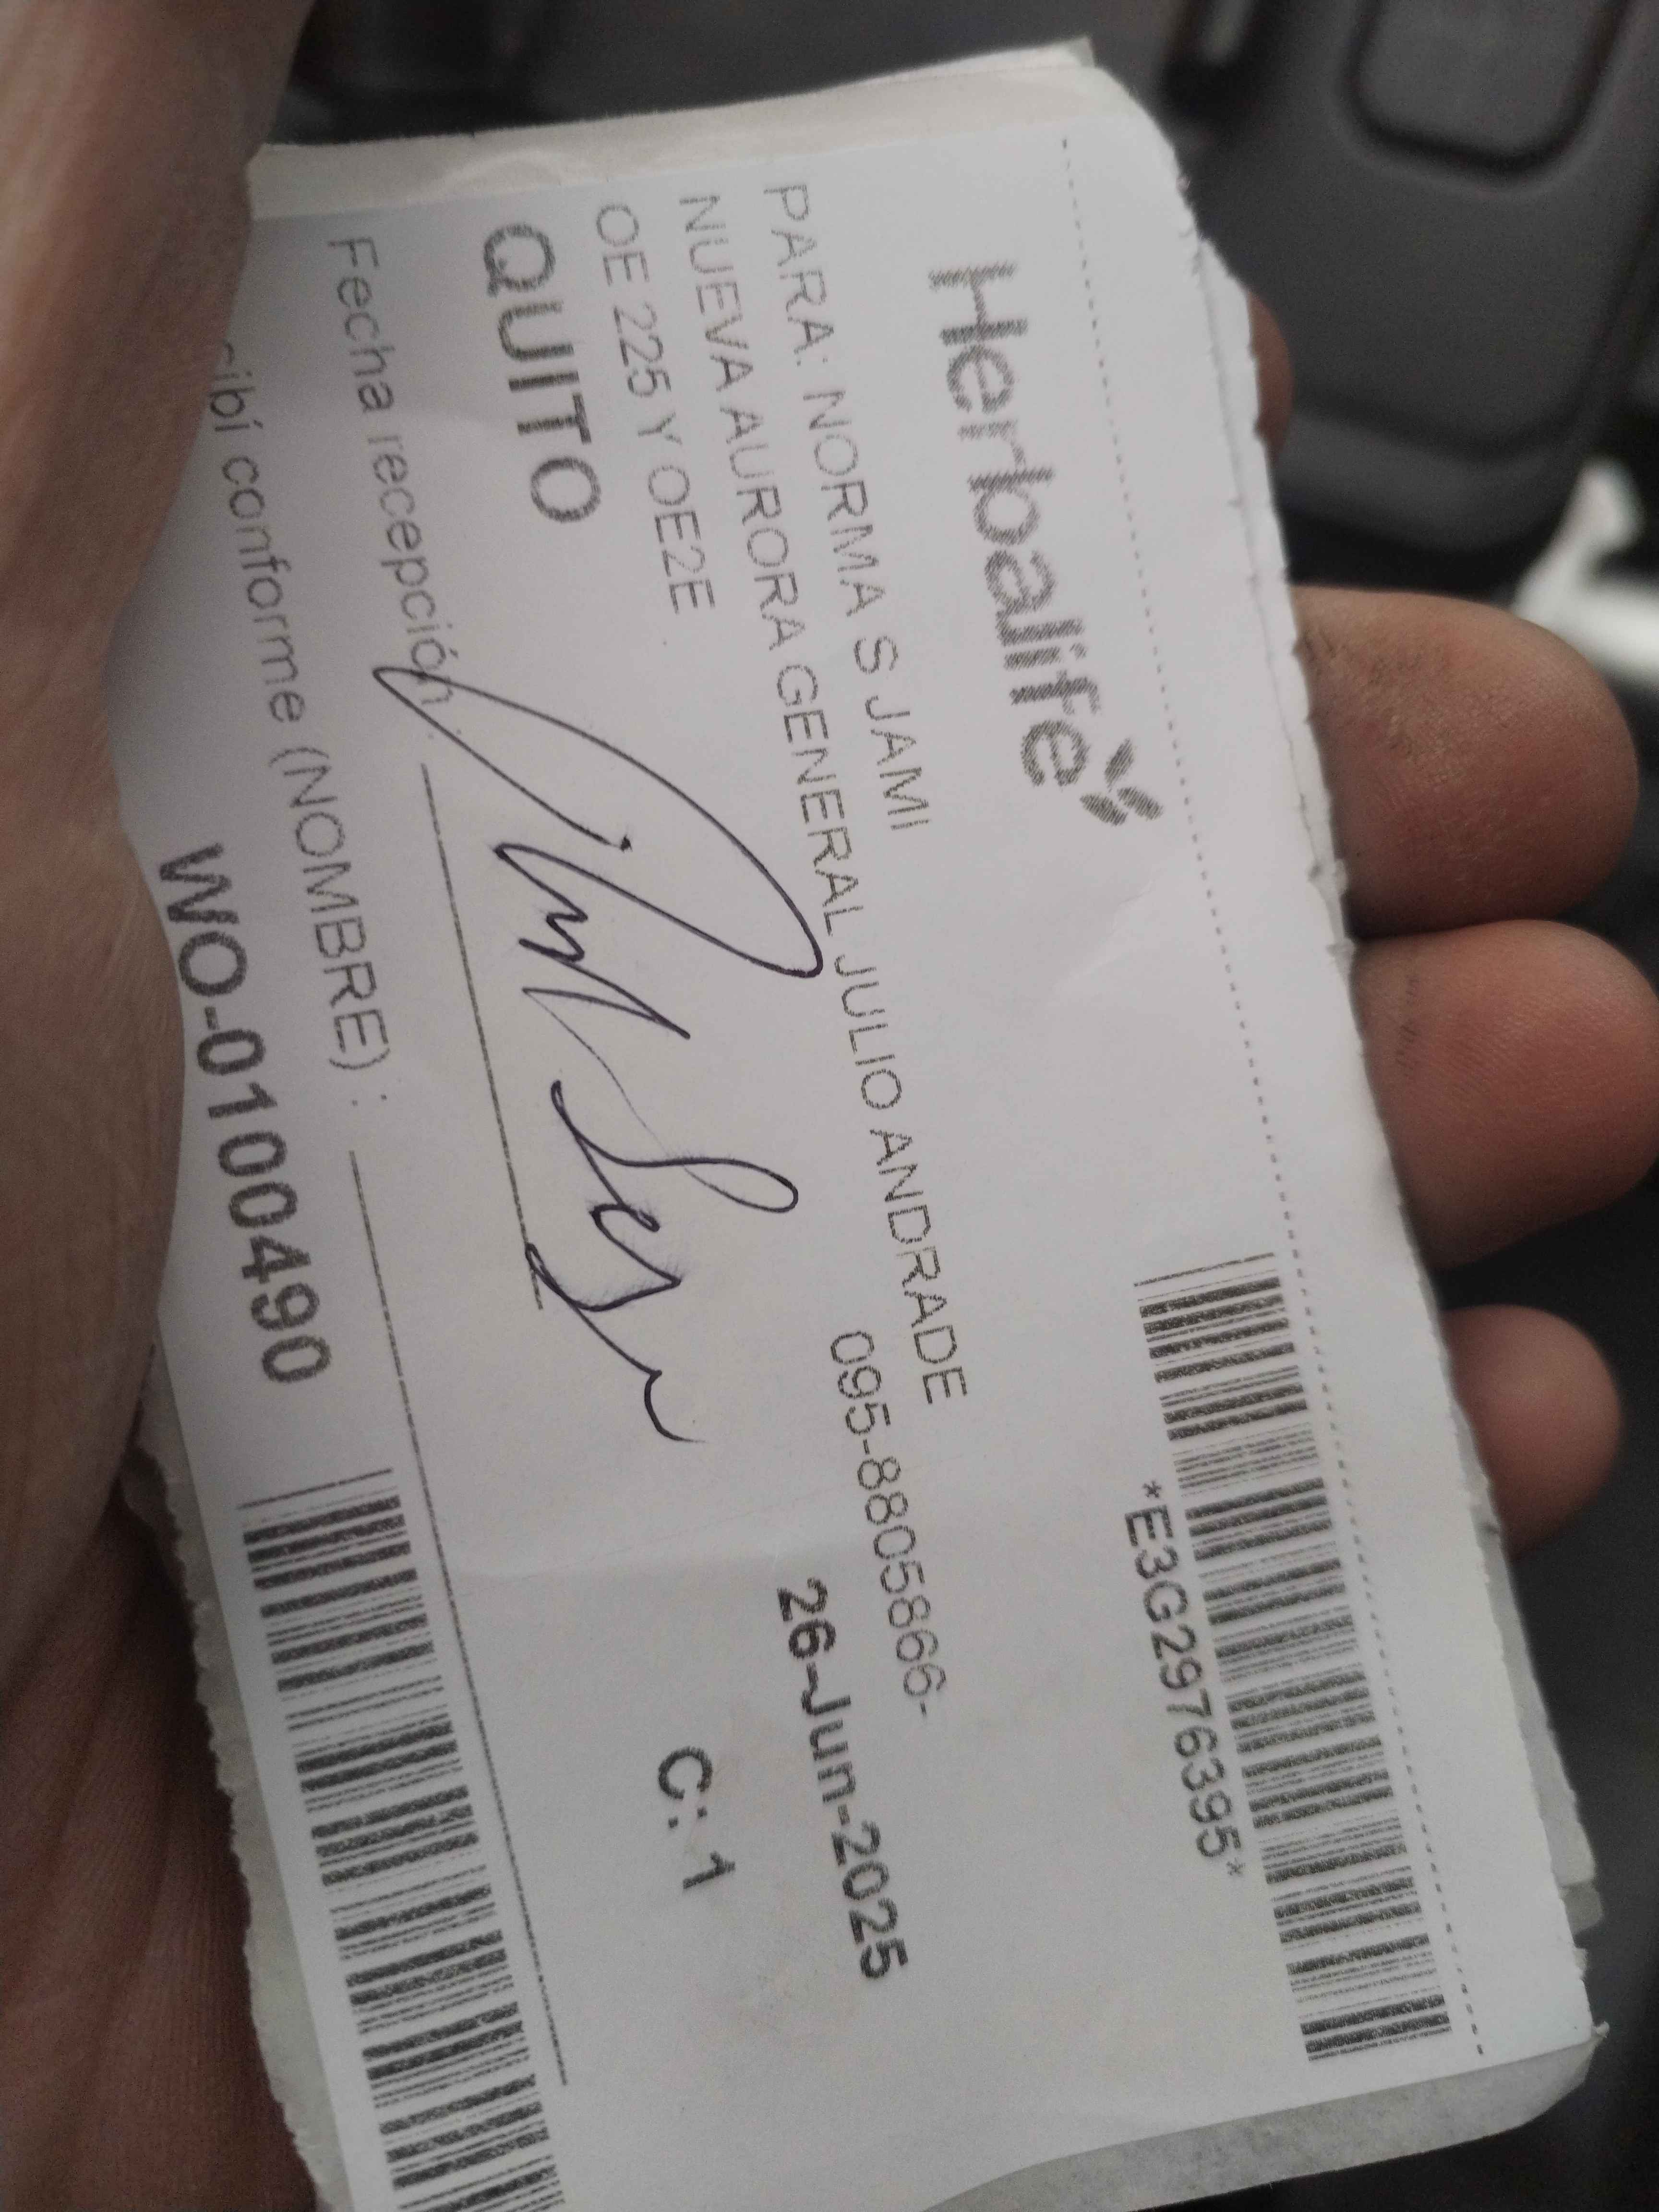 Herbalife
*E3G2976395*
PARA: NORMA S JAMI
NUEVA AURORA GENERAL JULIO ANDRADE
095-8805866-
OE 225 Y OE2E
26-Jun-2025
QUITO
C: 1
Fecha recepción :
cibí conforme (NOMBRE) :
WO-0100490